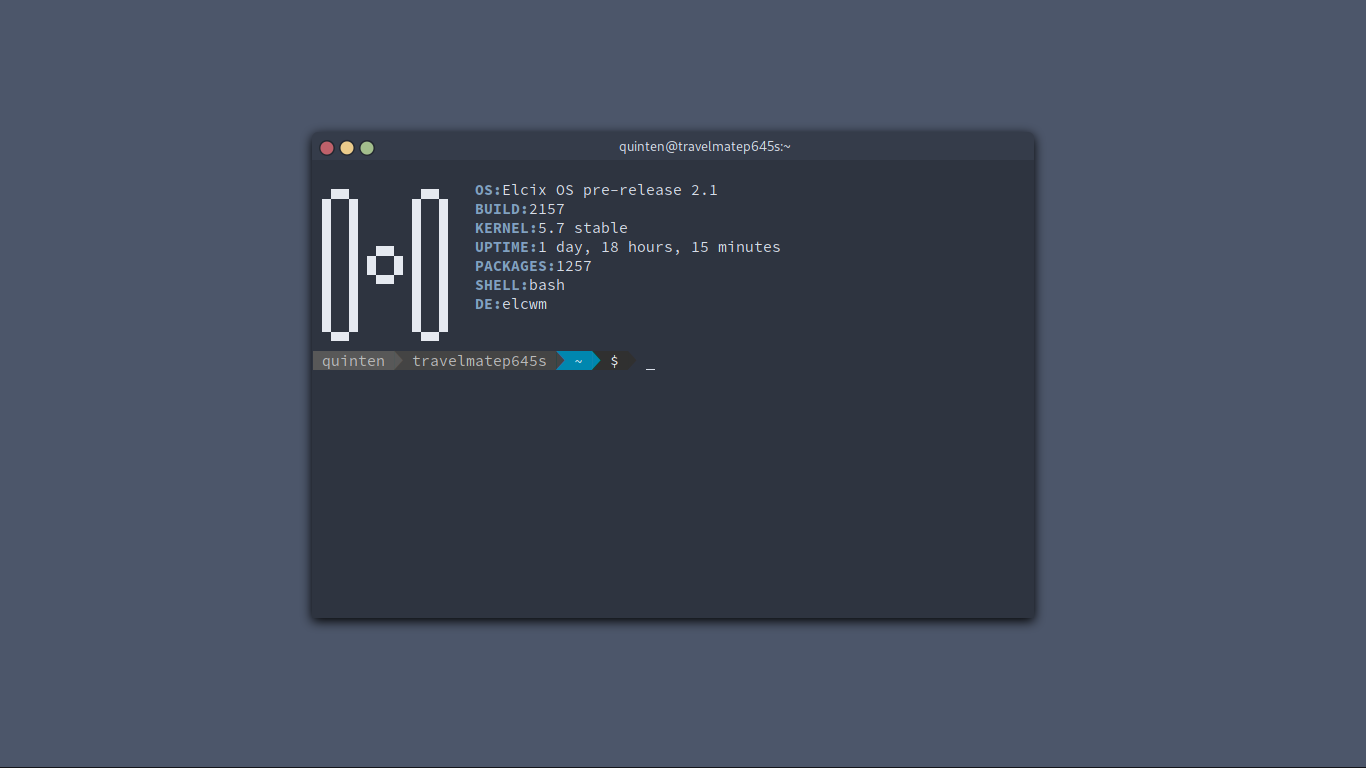 quinten@travelmatep645s:~
OS:Elcix OS pre-release 2.1
BUILD:2157
KERNEL:5.7 stable
UPTIME:1 day, 18 hours, 15 minutes
PACKAGES:1257
SHELL:bash
DE:elcwm
quinten travelmatep645s ~ $ _